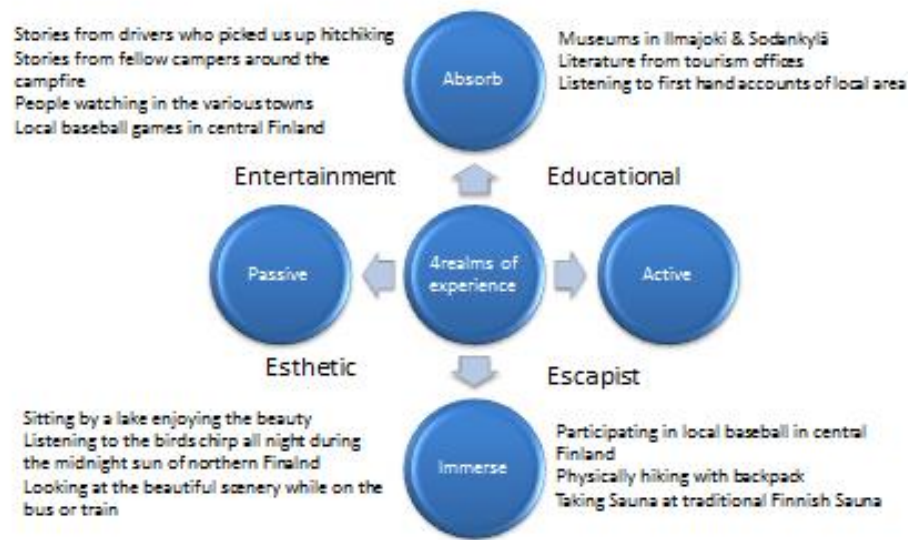 Stories from drivers who picked us up hitchiking
Stories from fellow campers around the
campfire
People watching in the various towns
Local baseball games in central Finland
Absorb
Museums in Ilmajoki & Sodankylä
Literature from tourism offices
Listening to first hand accounts of local area
Entertainment
Educational
Passive
4realms of
experience
Active
Esthetic
Escapist
Sitting by a lake enjoying the beauty
Listening to the birds chirp all night during
the midnight sun of northern Finalnd
Looking at the beautiful scenery while on the
bus or train
Immerse
Participating in local baseball in central
Finland
Physically hiking with backpack
Taking Sauna at traditional Finnish Sauna